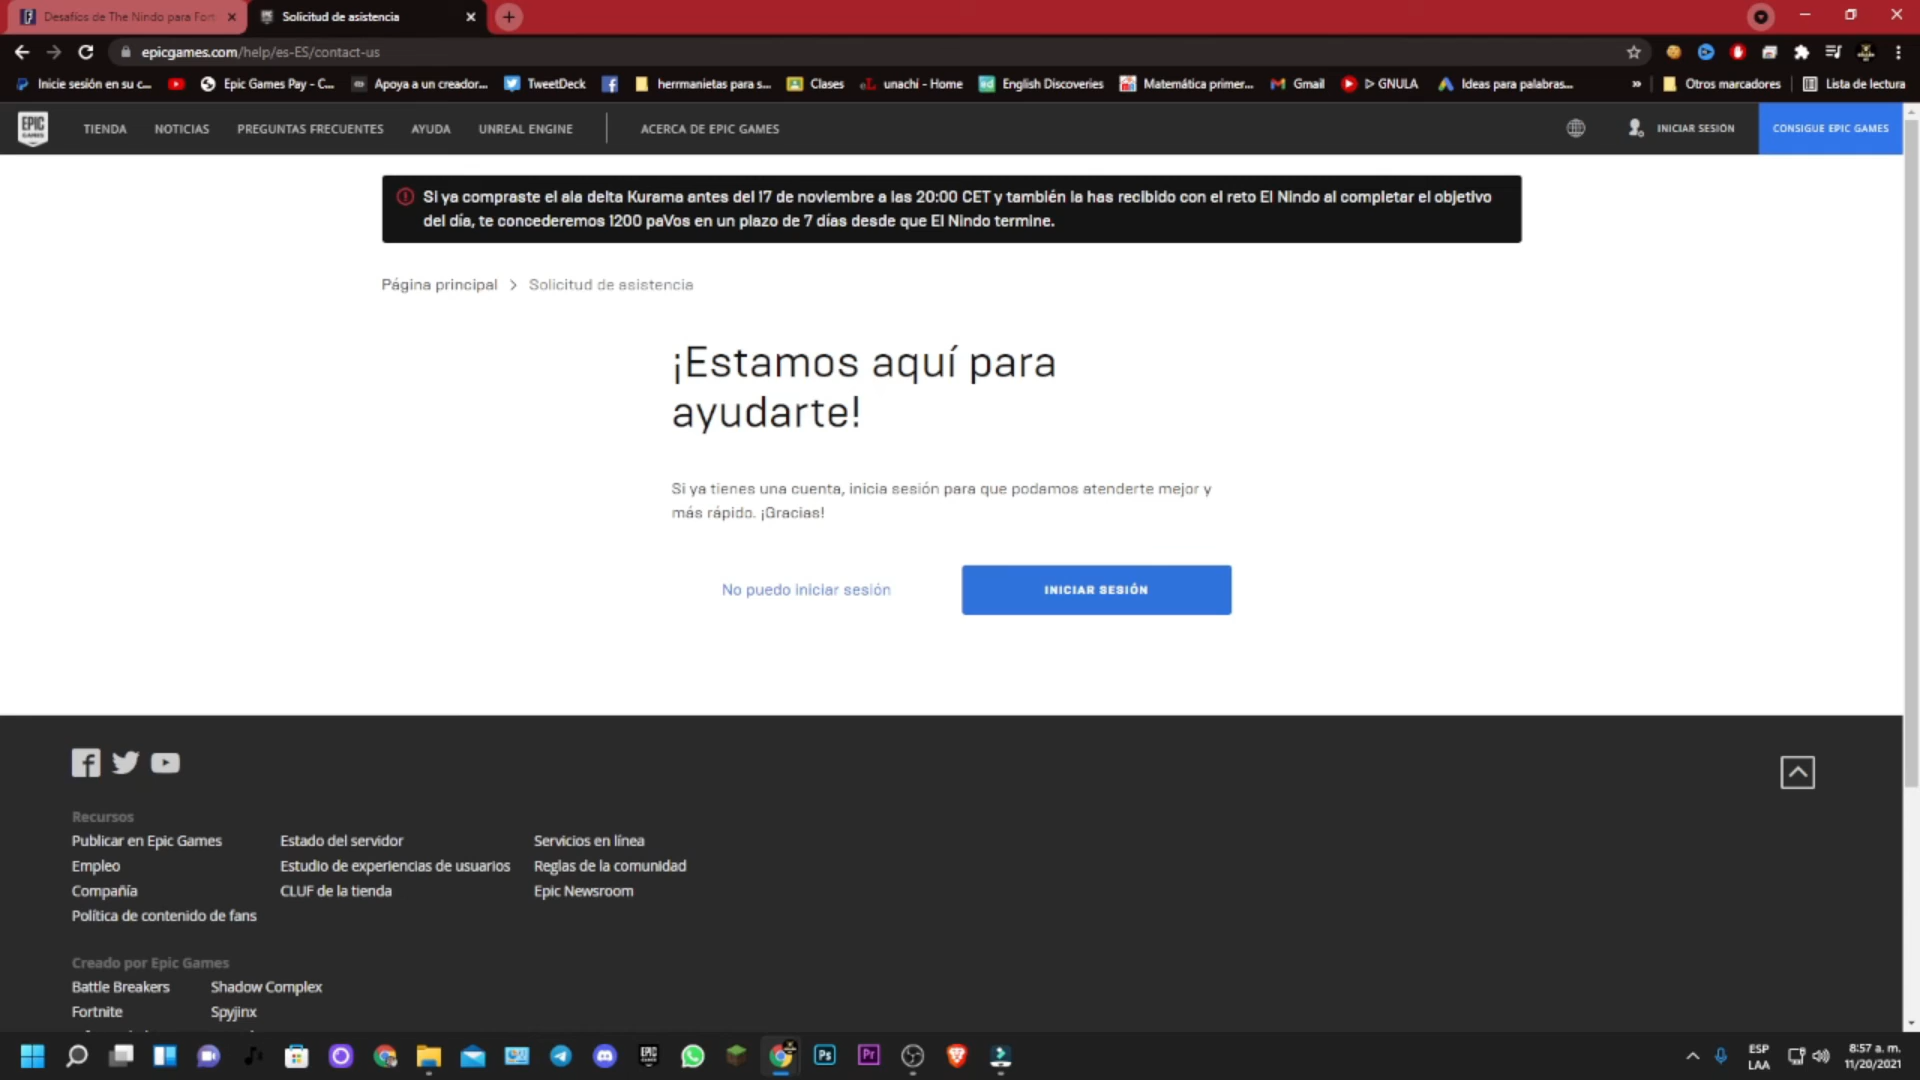 Desafíos de The Nindo para Fort
Solicitud de asistencia
epicgames.com/help/es-ES/contact-us
Inicie sesión en su c...
Epic Games Pay - C...
Apoya a un creador...
TweetDeck
herrmanietas para s...
Clases
unachi - Home
English Discoveries
Matemática primer...
Gmail
ᐅ GNULA
Ideas para palabras...
»
Otros marcadores
Lista de lectura
EPIC GAMES
TIENDA
NOTICIAS
PREGUNTAS FRECUENTES
AYUDA
UNREAL ENGINE
ACERCA DE EPIC GAMES
INICIAR SESIÓN
CONSIGUE EPIC GAMES
Si ya compraste el ala delta Kurama antes del 17 de noviembre a las 20:00 CET y también la has recibido con el reto El Nindo al completar el objetivo
del día, te concederemos 1200 paVos en un plazo de 7 días desde que El Nindo termine.
Página principal > Solicitud de asistencia
¡Estamos aquí para
ayudarte!
Si ya tienes una cuenta, inicia sesión para que podamos atenderte mejor y
más rápido. ¡Gracias!
No puedo iniciar sesión
INICIAR SESIÓN
Recursos
Publicar en Epic Games
Estado del servidor
Servicios en línea
Empleo
Estudio de experiencias de usuarios
Reglas de la comunidad
Compañía
CLUF de la tienda
Epic Newsroom
Política de contenido de fans
Creado por Epic Games
Battle Breakers
Shadow Complex
Fortnite
Spyjinx
EPIC
Ps
Pr
ESP
LAA
8:57 a. m.
11/20/2021